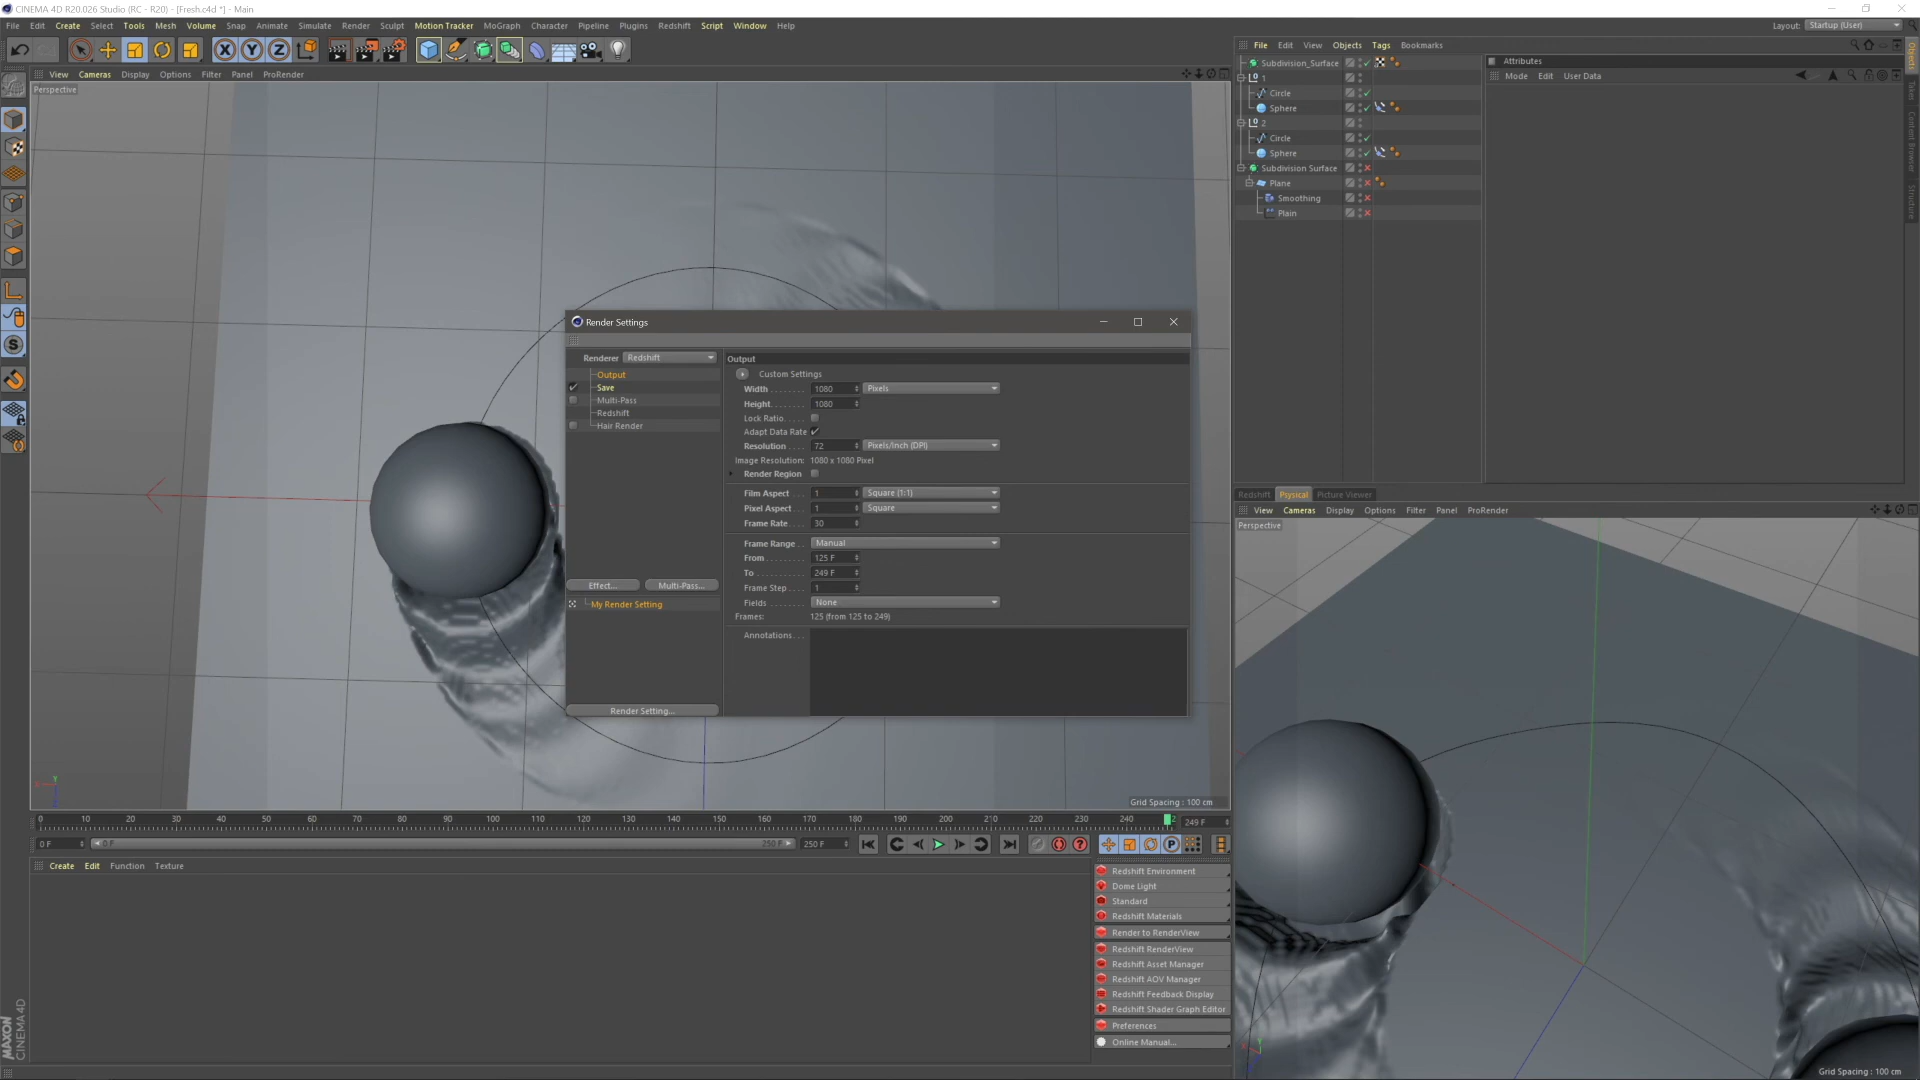 CINEMA 4D R20.026 Studio (RC - R20) - [Fresh.c4d *] - Main
File Edit Create Select Tools Mesh Volume Snap Animate Simulate Render Sculpt Motion Tracker MoGraph Character Pipeline Plugins Redshift Script Window Help
Layout: Startup (User)
X Y Z
View Cameras Display Options Filter Panel ProRender
Perspective
Grid Spacing : 100 cm
File Edit View Objects Tags Bookmarks
Subdivision_Surface
1
Circle
Sphere
2
Circle
Sphere
Subdivision Surface
Plane
Smoothing
Plain
Attributes
Mode Edit User Data
Objects
Takes
Content Browser
Structure
Render Settings
Renderer Redshift
Output
Save
Multi-Pass
Redshift
Hair Render
Effect... Multi-Pass...
My Render Setting
Render Setting...
Output
Custom Settings
Width 1080 Pixels
Height 1080
Lock Ratio
Adapt Data Rate
Resolution 72 Pixels/Inch (DPI)
Image Resolution: 1080 x 1080 Pixel
Render Region
Film Aspect 1 Square (1:1)
Pixel Aspect 1 Square
Frame Rate 30
Frame Range Manual
From 125 F
To 249 F
Frame Step 1
Fields None
Frames: 125 (from 125 to 249)
Annotations
Redshift Psysical Picture Viewer
View Cameras Display Options Filter Panel ProRender
Perspective
Grid Spacing : 100 cm
0 10 20 30 40 50 60 70 80 90 100 110 120 130 140 150 160 170 180 190 200 210 220 230 240 2 249 F
0 F 0 F 250 F 250 F
Create Edit Function Texture
Redshift Environment
Dome Light
Standard
Redshift Materials
Render to RenderView
Redshift RenderView
Redshift Asset Manager
Redshift AOV Manager
Redshift Feedback Display
Redshift Shader Graph Editor
Preferences
Online Manual...
MAXON
CINEMA 4D